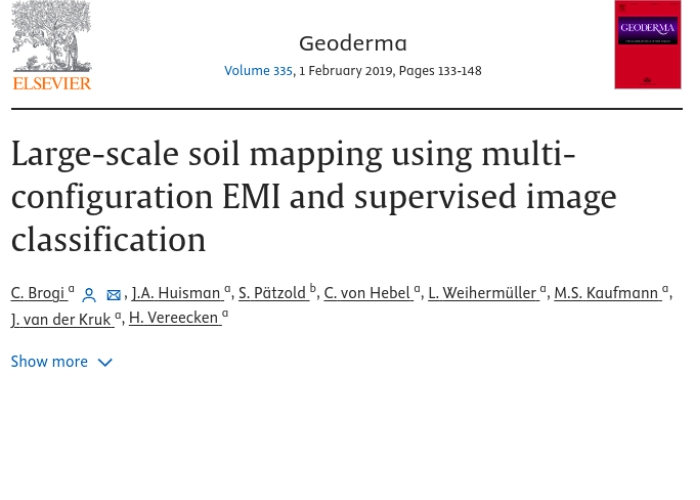 Geoderma
Volume 335, 1 February 2019, Pages 133-148
ELSEVIER
GEODERMA
Large-scale soil mapping using multi-
configuration EMI and supervised image
classification
C. Brogi a, J.A. Huisman a, S. Pätzold b, C. von Hebel a, L. Weihermüller a, M.S. Kaufmann a,
J. van der Kruk a, H. Vereecken a
Show more